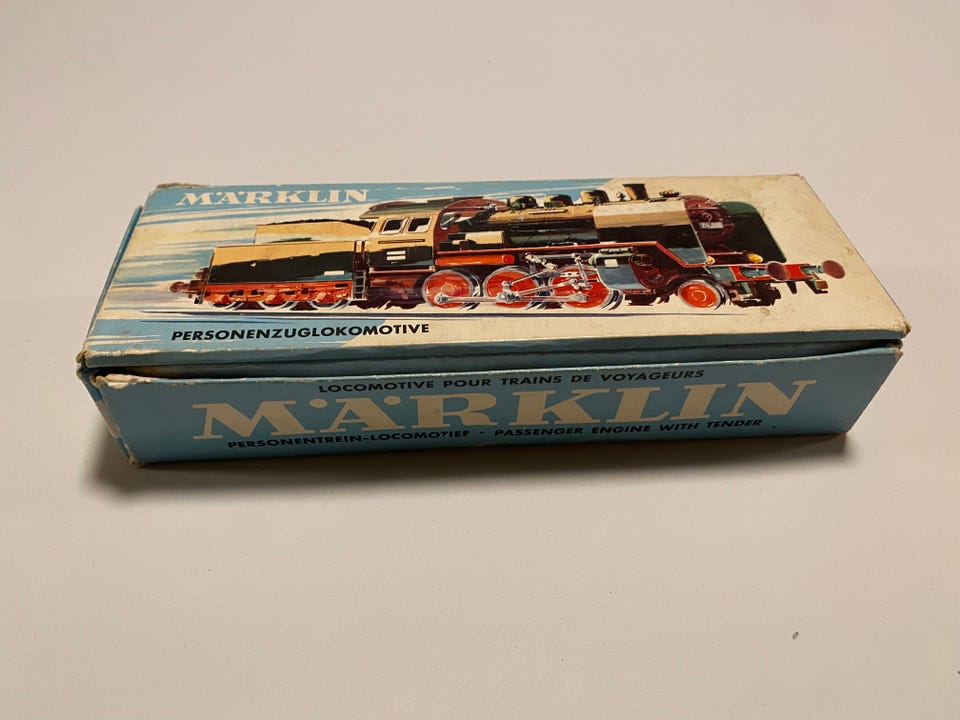 MÄRKLIN
PERSONENZUGLOKOMOTIVE
LOCOMOTIVE POUR TRAINS DE VOYAGEURS
MÄRKLIN
PERSONENTREIN-LOCOMOTIEF · PASSENGER ENGINE WITH TENDER